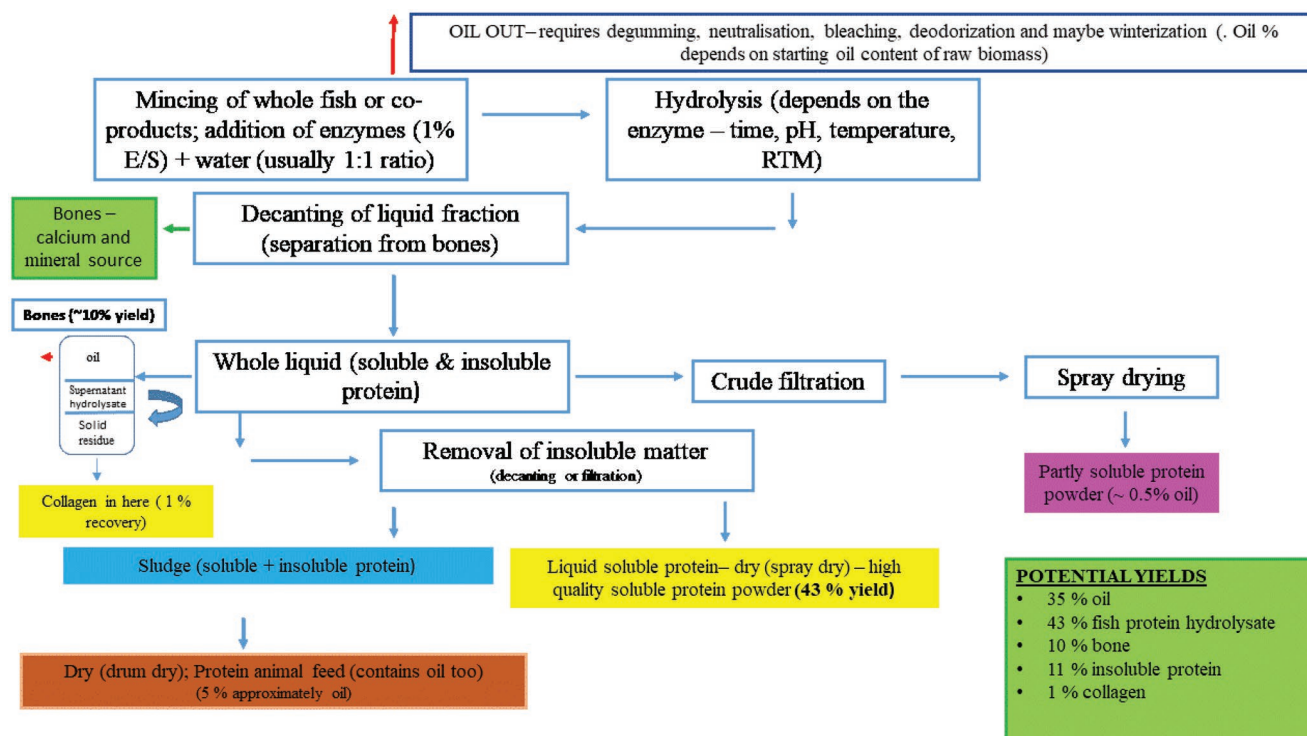 OIL OUT– requires degumming, neutralisation, bleaching, deodorization and maybe winterization (. Oil %
depends on starting oil content of raw biomass)
Mincing of whole fish or co-
products; addition of enzymes (1%
E/S) + water (usually 1:1 ratio)
Hydrolysis (depends on the
enzyme – time, pH, temperature,
RTM)
Bones –
calcium and
mineral source
Decanting of liquid fraction
(separation from bones)
Bones (~10% yield)
oil
Supernatant
hydrolysate
Solid
residue
Whole liquid (soluble & insoluble
protein)
Crude filtration
Spray drying
Removal of insoluble matter
(decanting or filtration)
Partly soluble protein
powder (~ 0.5% oil)
Collagen in here ( 1 %
recovery)
Sludge (soluble + insoluble protein)
Liquid soluble protein– dry (spray dry) – high
quality soluble protein powder (43 % yield)
Dry (drum dry); Protein animal feed (contains oil too)
(5 % approximately oil)
POTENTIAL YIELDS
• 35 % oil
• 43 % fish protein hydrolysate
• 10 % bone
• 11 % insoluble protein
• 1 % collagen